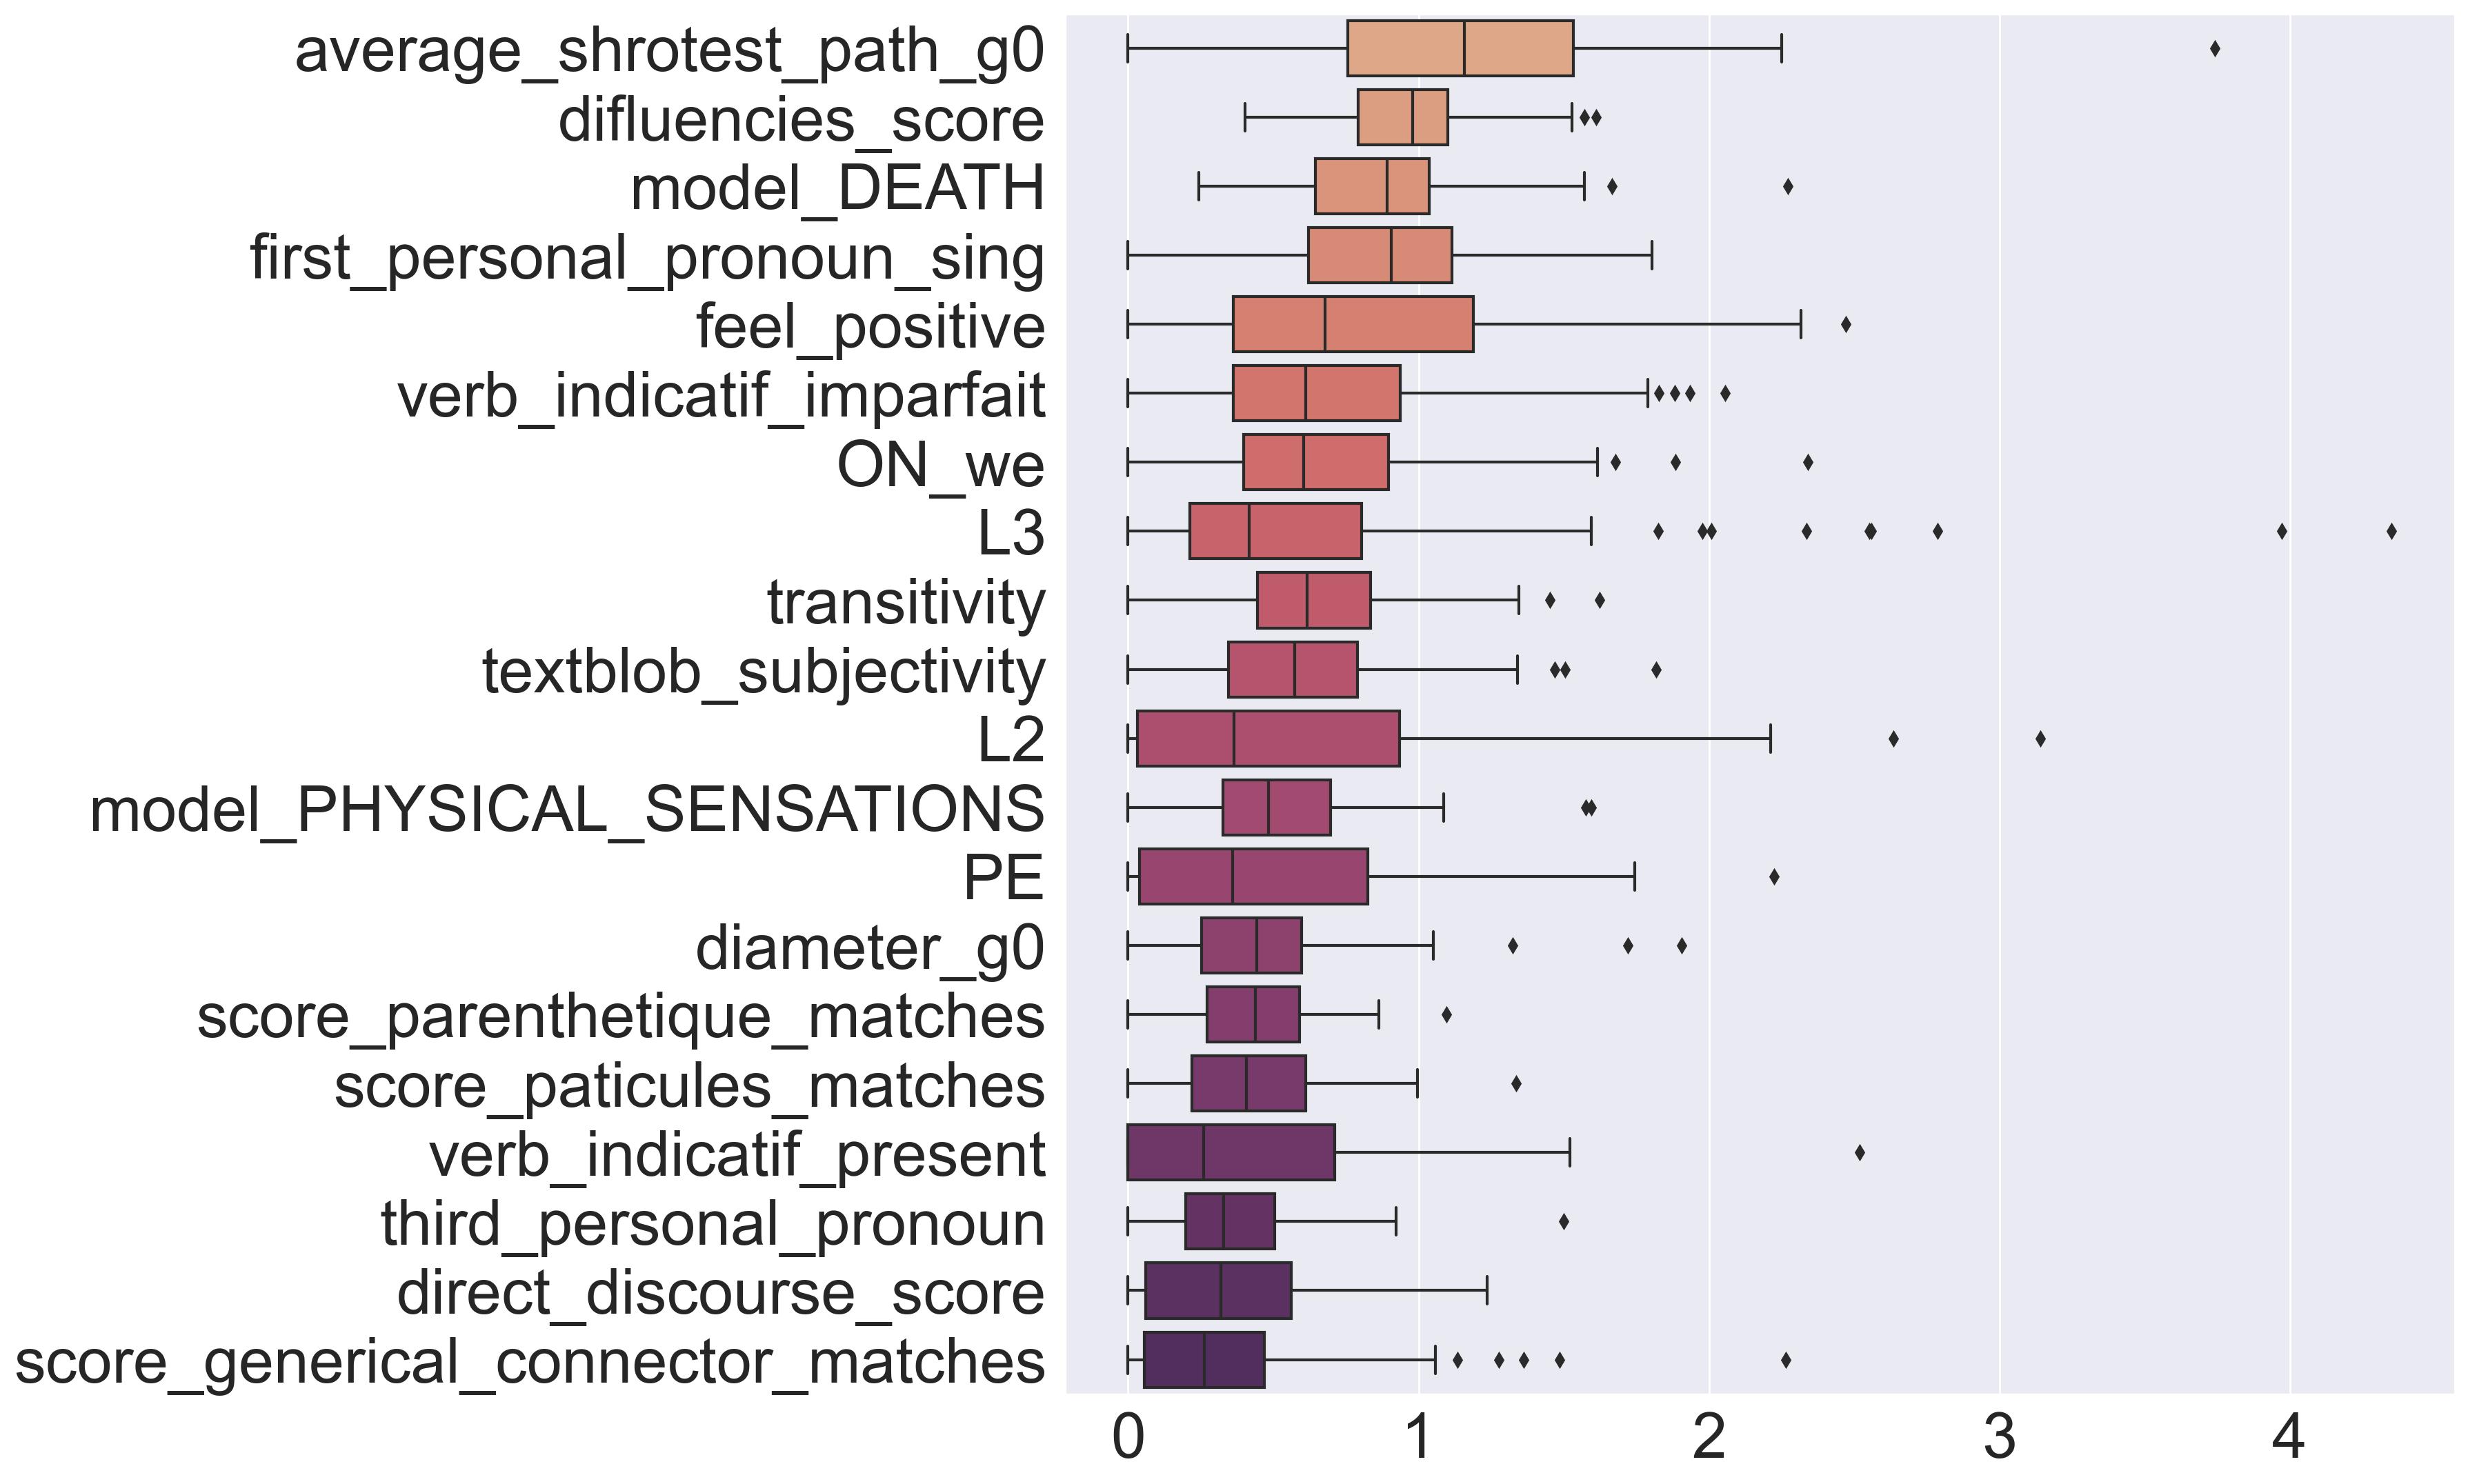 average_shrotest_path_g0
difluencies_score
model_DEATH
first_personal_pronoun_sing
feel_positive
verb_indicatif_imparfait
ON_we
L3
transitivity
textblob_subjectivity
L2
model_PHYSICAL_SENSATIONS
PE
diameter_g0
score_parenthetique_matches
score_paticules_matches
verb_indicatif_present
third_personal_pronoun
direct_discourse_score
score_generical_connector_matches
0 1 2 3 4